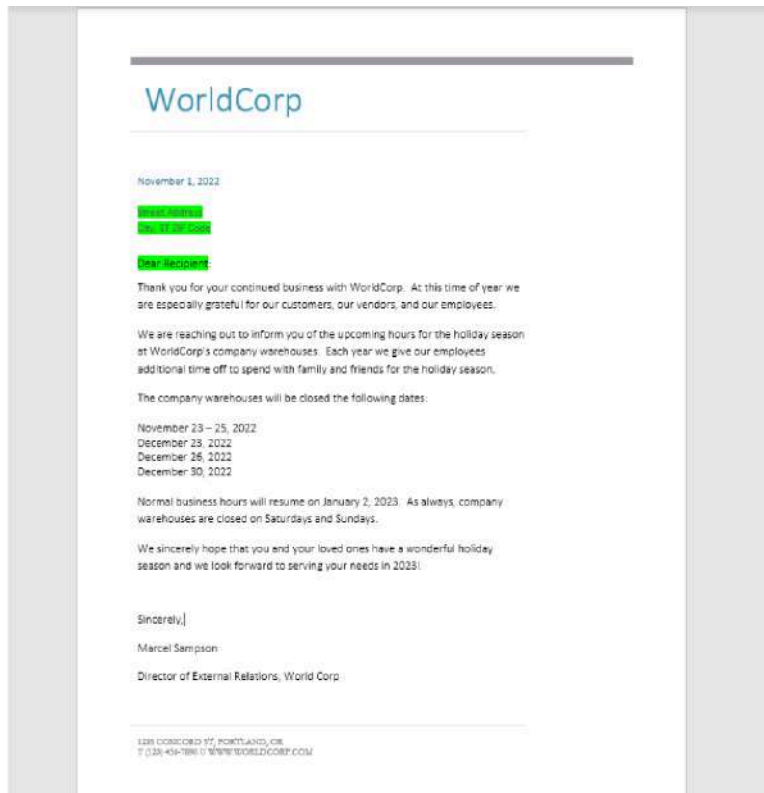 WorldCorp
November 1, 2022
Street Address
City, ST ZIP Code
Dear Recipient:
Thank you for your continued business with WorldCorp. At this time of year we
are especially grateful for our customers, our vendors, and our employees.
We are reaching out to inform you of the upcoming hours for the holiday season
at WorldCorp's company warehouses. Each year we give our employees
additional time off to spend with family and friends for the holiday season.
The company warehouses will be closed the following dates:
November 23 – 25, 2022
December 23, 2022
December 26, 2022
December 30, 2022
Normal business hours will resume on January 2, 2023. As always, company
warehouses are closed on Saturdays and Sundays.
We sincerely hope that you and your loved ones have a wonderful holiday
season and we look forward to serving your needs in 2023!
Sincerely,
Marcel Sampson
Director of External Relations, World Corp
CONCORD ST, PORTLAND, OR
T (123) 456-7890 U WWW.WORLDCORP.COM